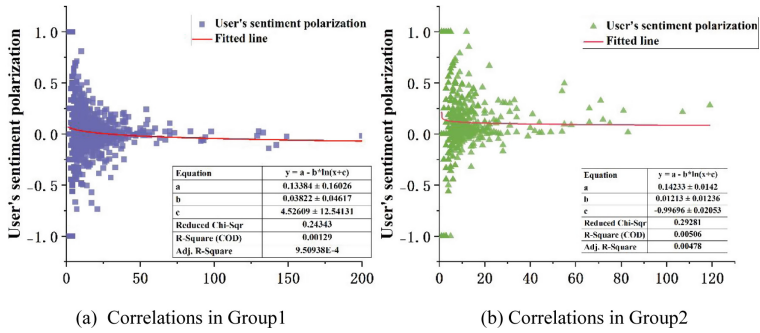 (a)
User's sentiment polarization
Fitted line
User's sentiment polarization
1.0
0.5
0.0
-0.5
-1.0
Equation y = a - b*ln(x+c)
a 0.13384 ± 0.16026
b 0.03822 ± 0.04617
c 4.52609 ± 12.54131
Reduced Chi-Sqr 0.24343
R-Square (COD) 0.00129
Adj. R-Square 9.50938E-4
0 50 100 150 200
(a) Correlations in Group1
(b)
User's sentiment polarization
Fitted line
User's sentiment polarization
1.0
0.5
0.0
-0.5
-1.0
Equation y = a - b*ln(x+c)
a 0.14233 ± 0.0142
b 0.01213 ± 0.01236
c -0.99696 ± 0.02053
Reduced Chi-Sqr 0.29281
R-Square (COD) 0.00506
Adj. R-Square 0.00478
0 20 40 60 80 100 120
(b) Correlations in Group2